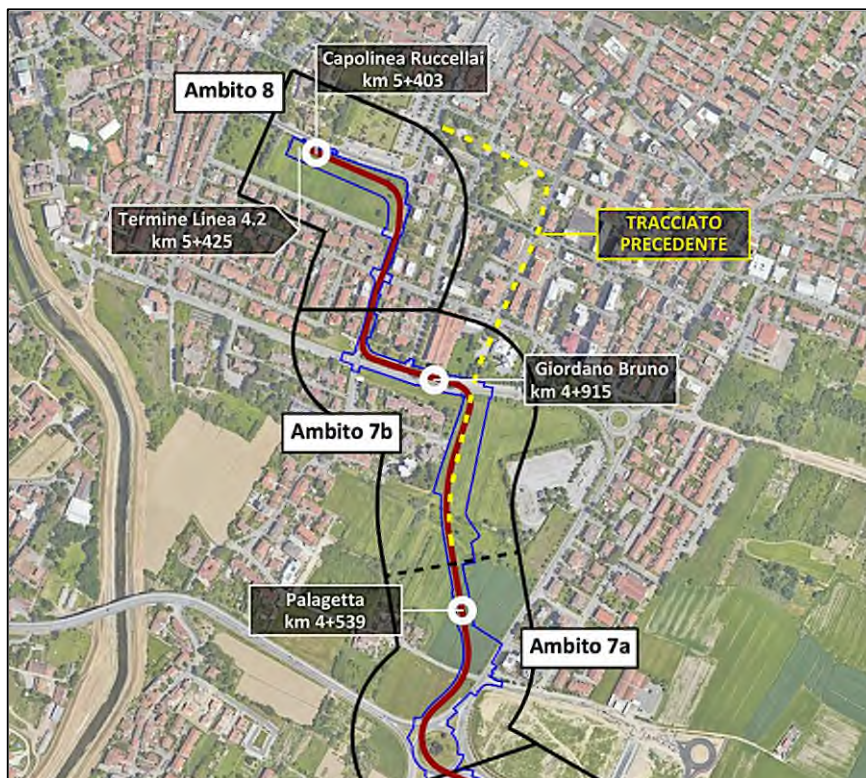 Capolinea Ruccellai
km 5+403
Ambito 8
Termine Linea 4.2
km 5+425
TRACCIATO
PRECEDENTE
Giordano Bruno
km 4+915
Ambito 7b
Palagetta
km 4+539
Ambito 7a